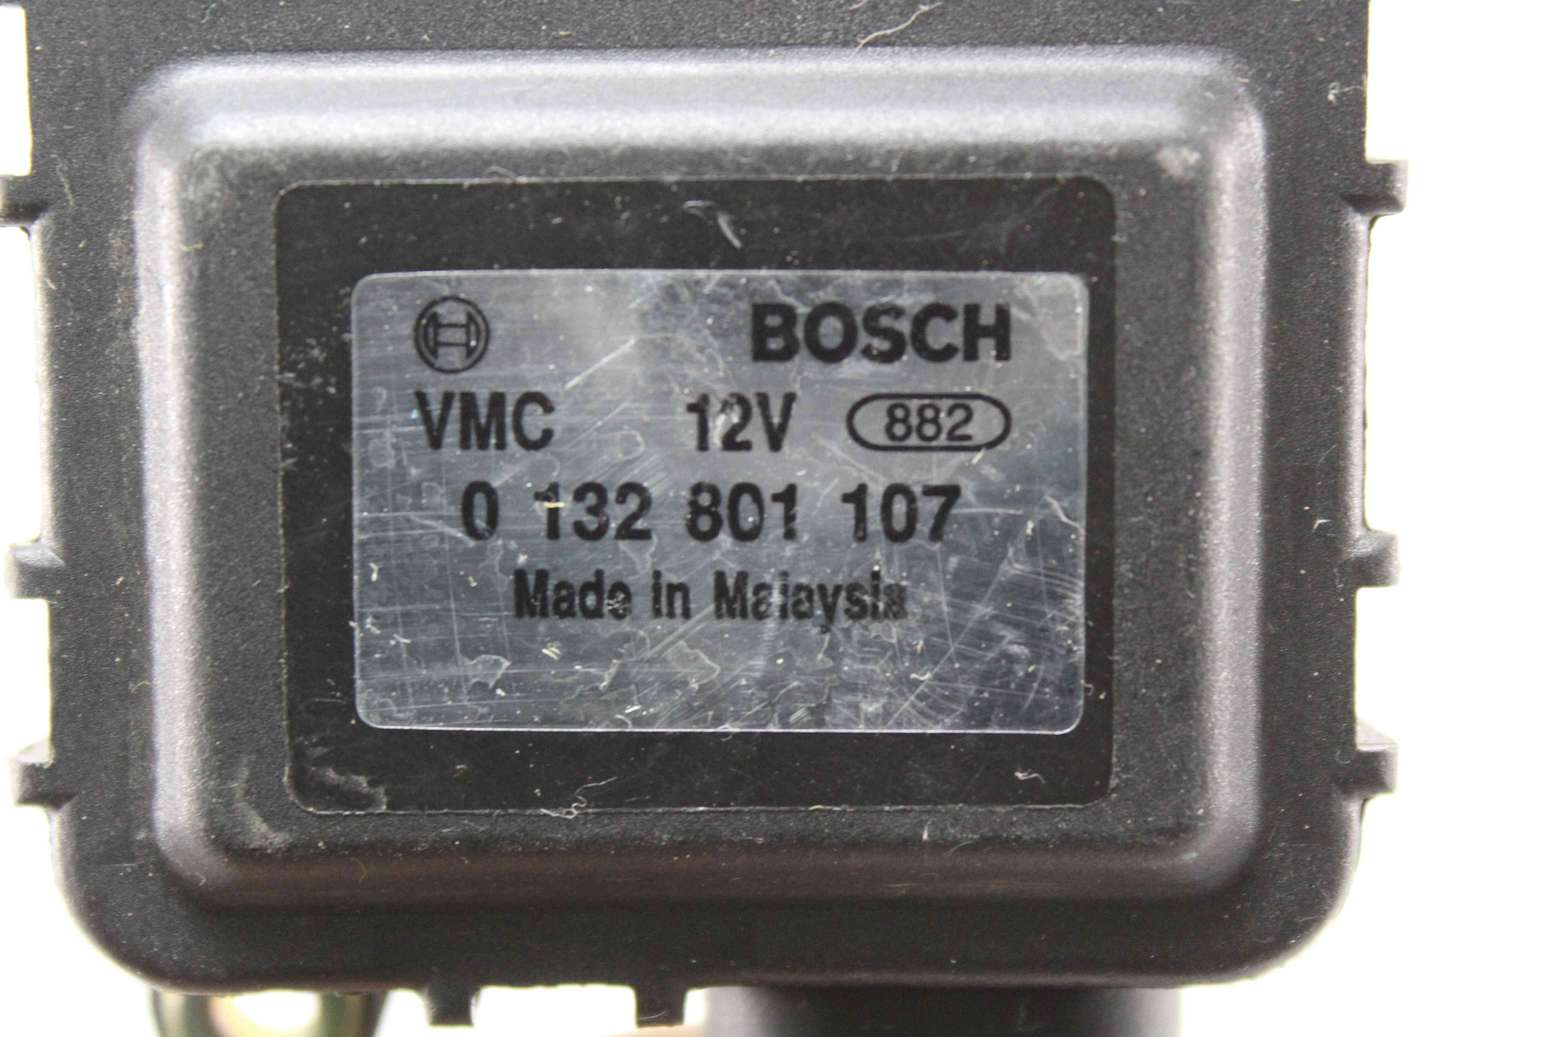 BOSCH
VMC 12V 882
0 132 801 107
Made in Malaysia